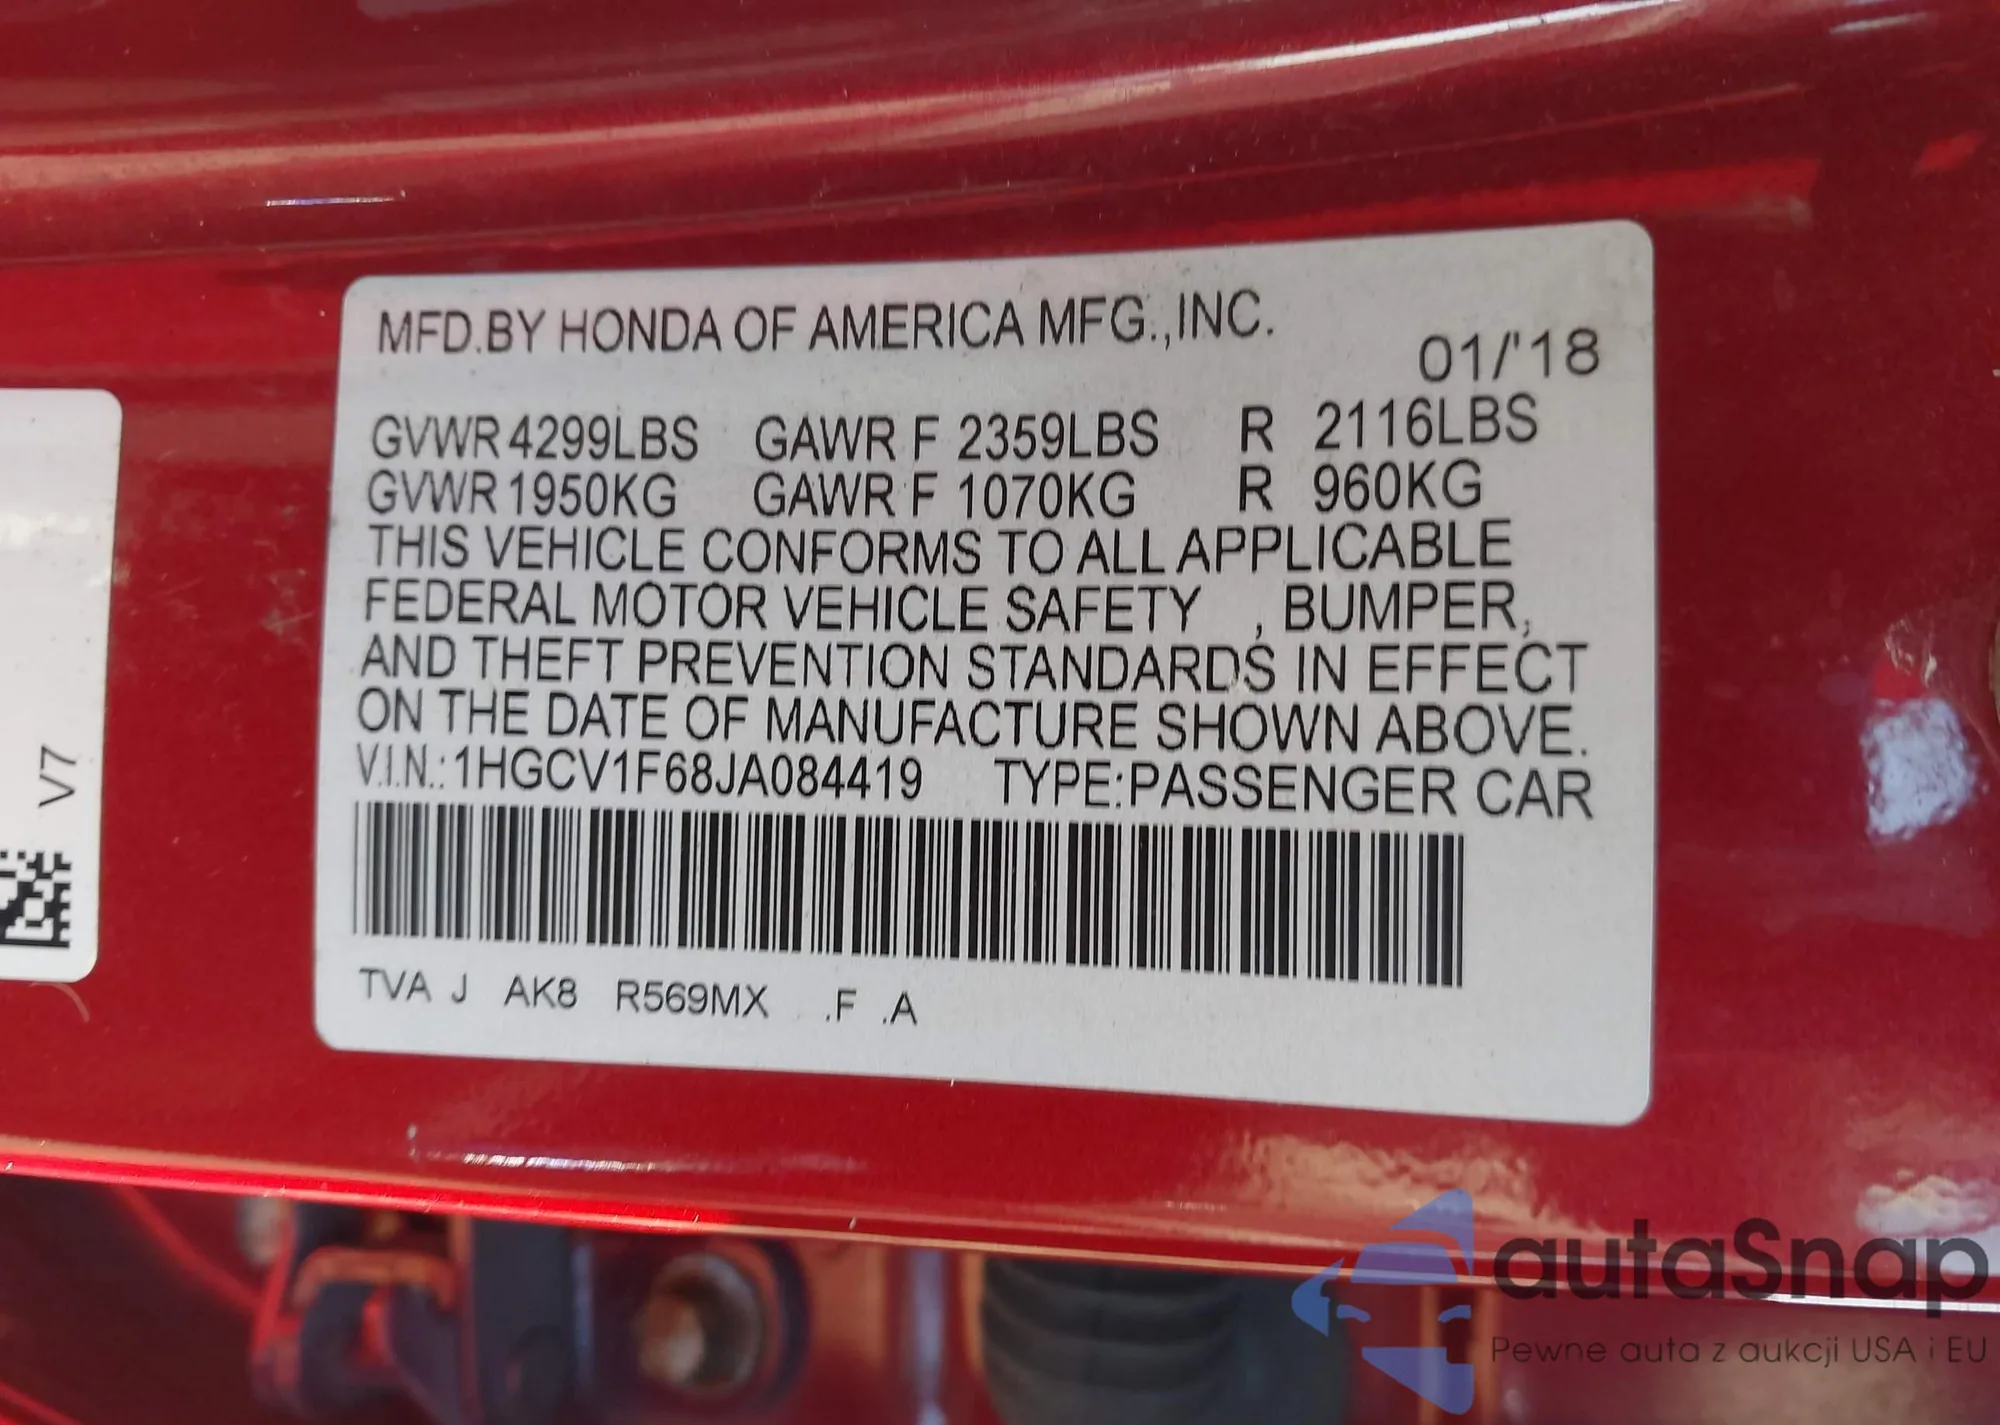 MFD.BY HONDA OF AMERICA MFG.,INC.
01/'18
GVWR 4299LBS GAWR F 2359LBS R 2116LBS
GVWR 1950KG GAWR F 1070KG R 960KG
THIS VEHICLE CONFORMS TO ALL APPLICABLE
FEDERAL MOTOR VEHICLE SAFETY , BUMPER,
AND THEFT PREVENTION STANDARDS IN EFFECT
ON THE DATE OF MANUFACTURE SHOWN ABOVE.
V.I.N.: 1HGCV1F68JA084419 TYPE:PASSENGER CAR
TVA J AK8 R569MX .F .A
V7
autaSnap
Pewne auta z aukcji USA i EU